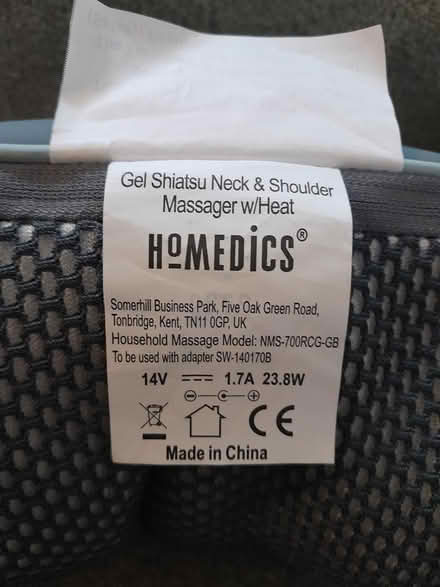 Gel Shiatsu Neck & Shoulder
Massager w/Heat
HoMEDiCS®
Somerhill Business Park, Five Oak Green Road,
Tonbridge, Kent, TN11 0GP, UK
Household Massage Model: NMS-700RCG-GB
To be used with adapter SW-140170B
14V 1.7A 23.8W
CE
Made in China